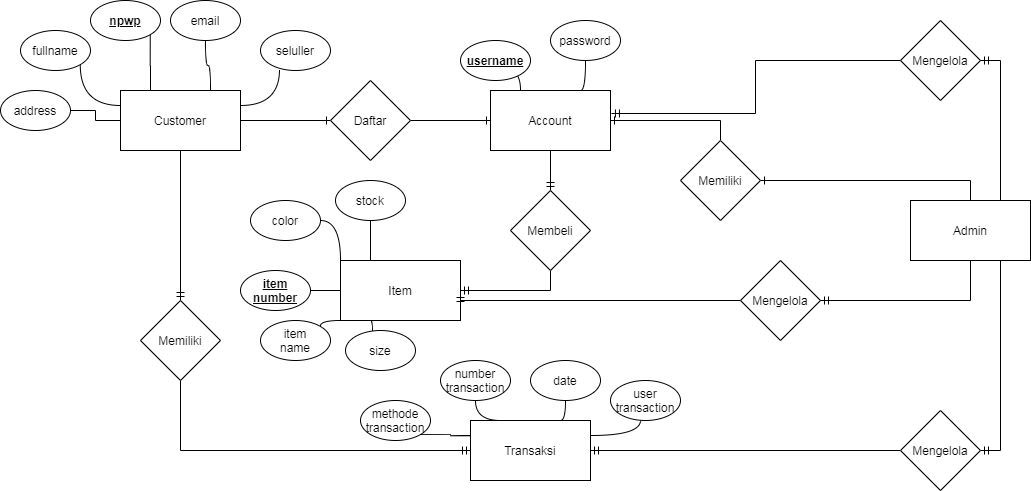 npwp
email
fullname
seluller
address
Customer
Daftar
username
password
Account
Mengelola
Memiliki
Admin
Membeli
stock
color
item
number
item
name
size
Item
Mengelola
Memiliki
number
transaction
date
user
transaction
methode
transaction
Transaksi
Mengelola